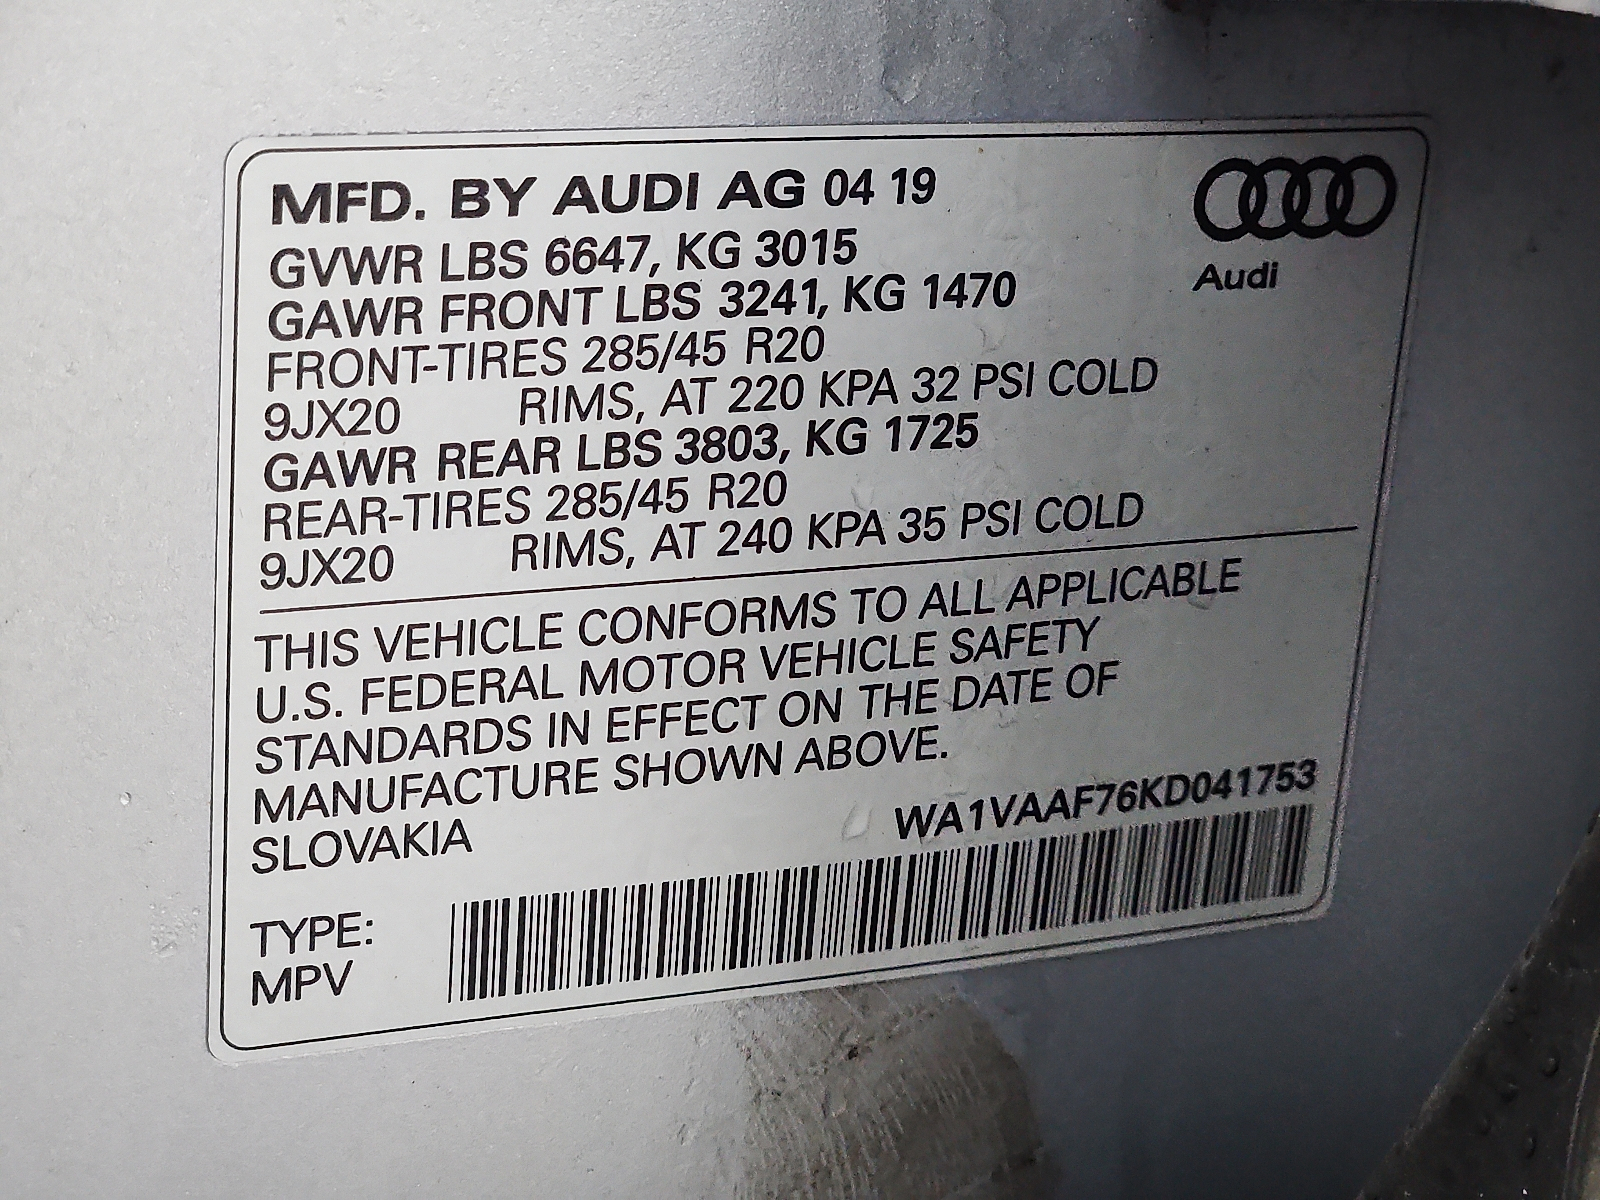 MFD. BY AUDI AG 04 19
GVWR LBS 6647, KG 3015
GAWR FRONT LBS 3241, KG 1470
FRONT-TIRES 285/45 R20
9JX20 RIMS, AT 220 KPA 32 PSI COLD
GAWR REAR LBS 3803, KG 1725
REAR-TIRES 285/45 R20
9JX20 RIMS, AT 240 KPA 35 PSI COLD
Audi
THIS VEHICLE CONFORMS TO ALL APPLICABLE
U.S. FEDERAL MOTOR VEHICLE SAFETY
STANDARDS IN EFFECT ON THE DATE OF
MANUFACTURE SHOWN ABOVE.
SLOVAKIA
WA1VAAF76KD041753
TYPE:
MPV